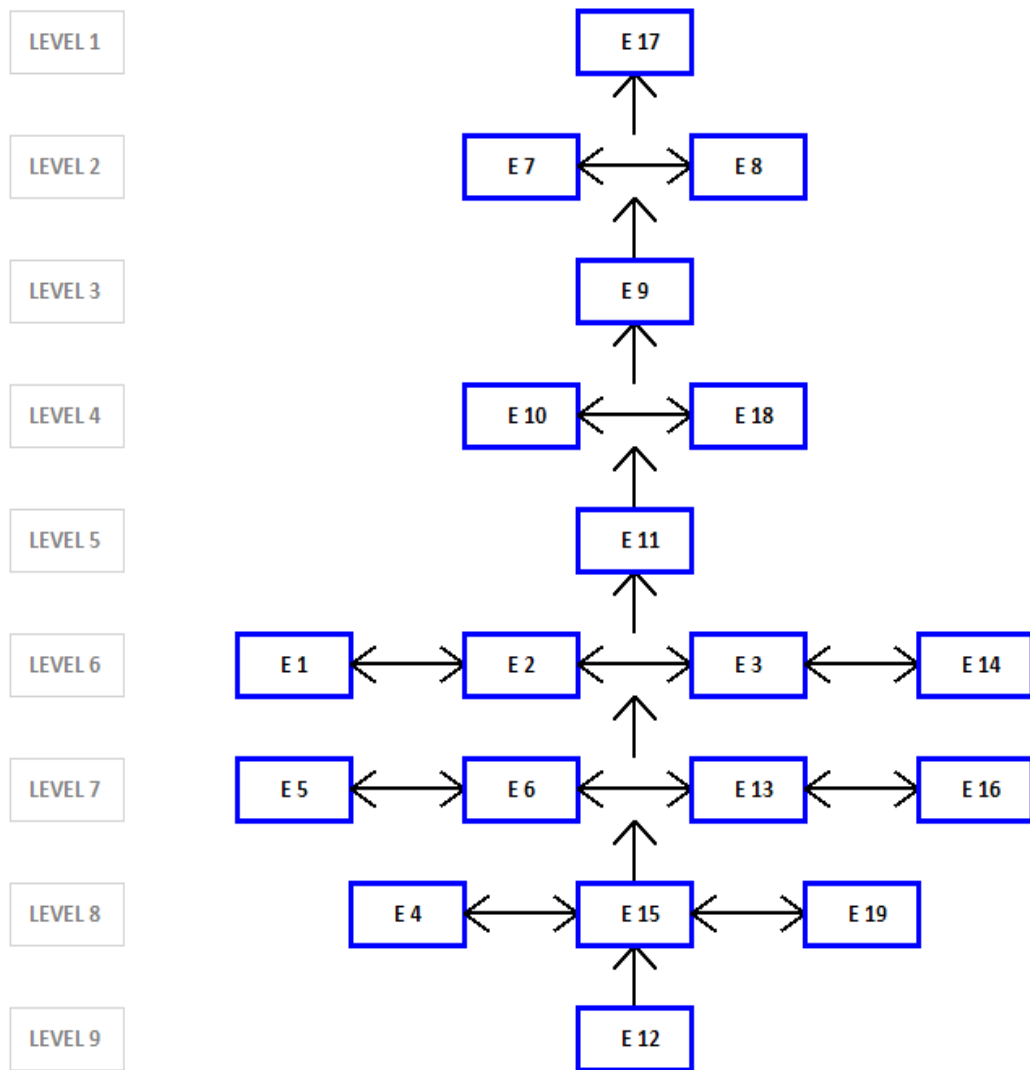 LEVEL 1 E 17
LEVEL 2 E 7 E 8
LEVEL 3 E 9
LEVEL 4 E 10 E 18
LEVEL 5 E 11
LEVEL 6 E 1 E 2 E 3 E 14
LEVEL 7 E 5 E 6 E 13 E 16
LEVEL 8 E 4 E 15 E 19
LEVEL 9 E 12